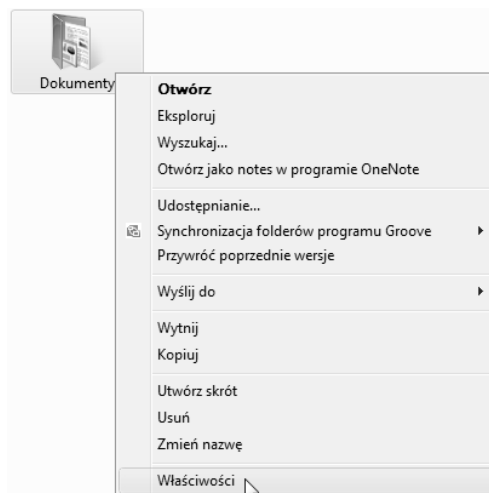 Dokumenty
Otwórz
Eksploruj
Wyszukaj...
Otwórz jako notes w programie OneNote
Udostępnianie...
Synchronizacja folderów programu Groove
Przywróć poprzednie wersje
Wyślij do
Wytnij
Kopiuj
Utwórz skrót
Usuń
Zmień nazwę
Właściwości